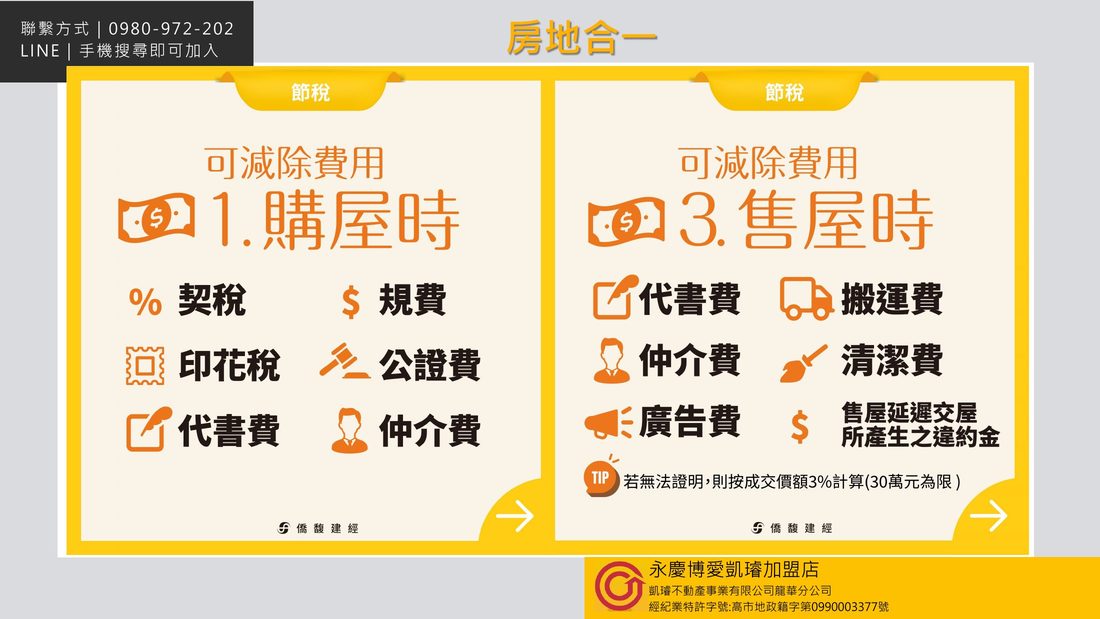 聯繫方式 | 0980-972-202
LINE | 手機搜尋即可加入
房地合一
節稅
可減除費用
1. 購屋時
% 契稅
$ 規費
印花稅
公證費
代書費
仲介費
僑馥建經
節稅
可減除費用
3. 售屋時
代書費
搬運費
仲介費
清潔費
廣告費
$ 售屋延遲交屋
所產生之違約金
TIP 若無法證明，則按成交價額3%計算(30萬元為限)
僑馥建經
永慶博愛凱璿加盟店
凱璿不動產事業有限公司龍華分公司
經紀業特許字號:高市地政籍字第0990003377號